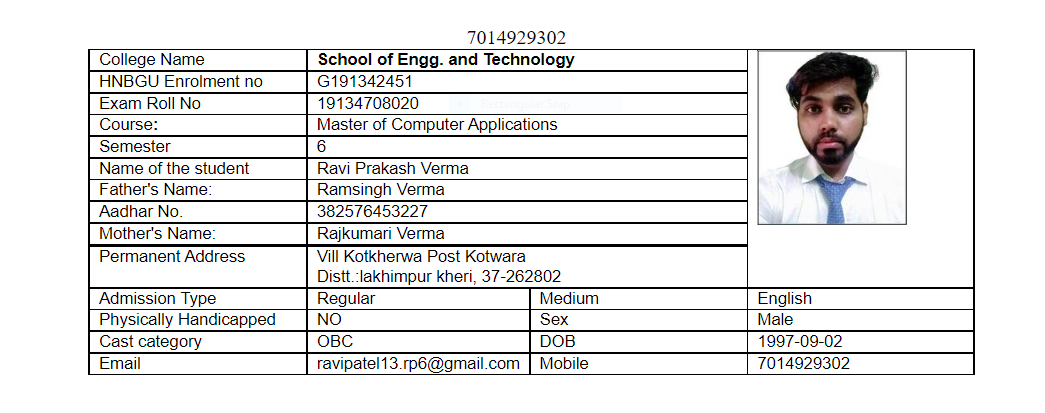 7014929302
College Name School of Engg. and Technology
HNBGU Enrolment no G191342451
Exam Roll No 19134708020
Rectangular Snip
Course: Master of Computer Applications
Semester 6
Name of the student Ravi Prakash Verma
Father's Name: Ramsingh Verma
Aadhar No. 382576453227
Mother's Name: Rajkumari Verma
Permanent Address Vill Kotkherwa Post Kotwara
Distt.:lakhimpur kheri, 37-262802
Admission Type Regular Medium English
Physically Handicapped NO Sex Male
Cast category OBC DOB 1997-09-02
Email ravipatel13.rp6@gmail.com Mobile 7014929302